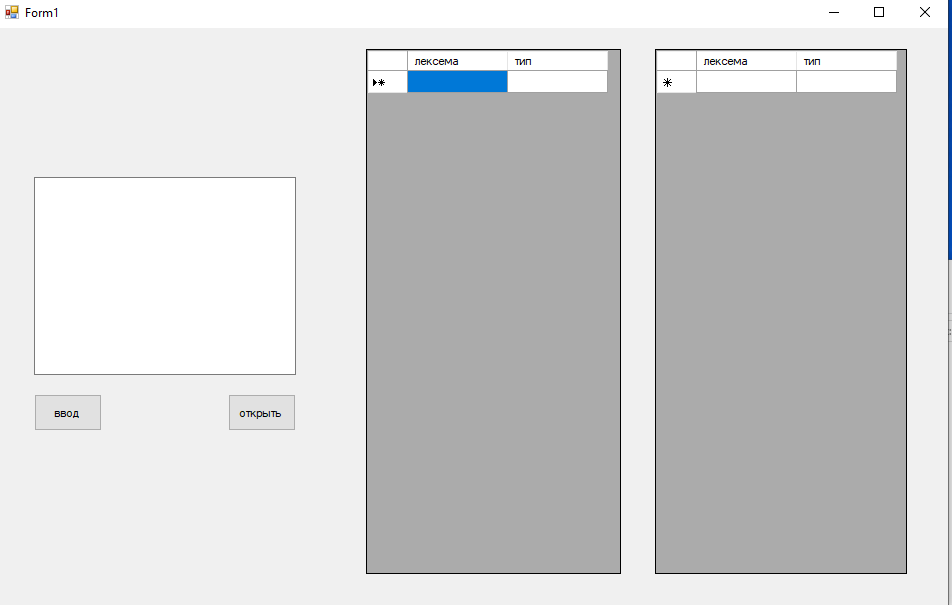 Form1
лексема тип
лексема тип
ввод
открыть